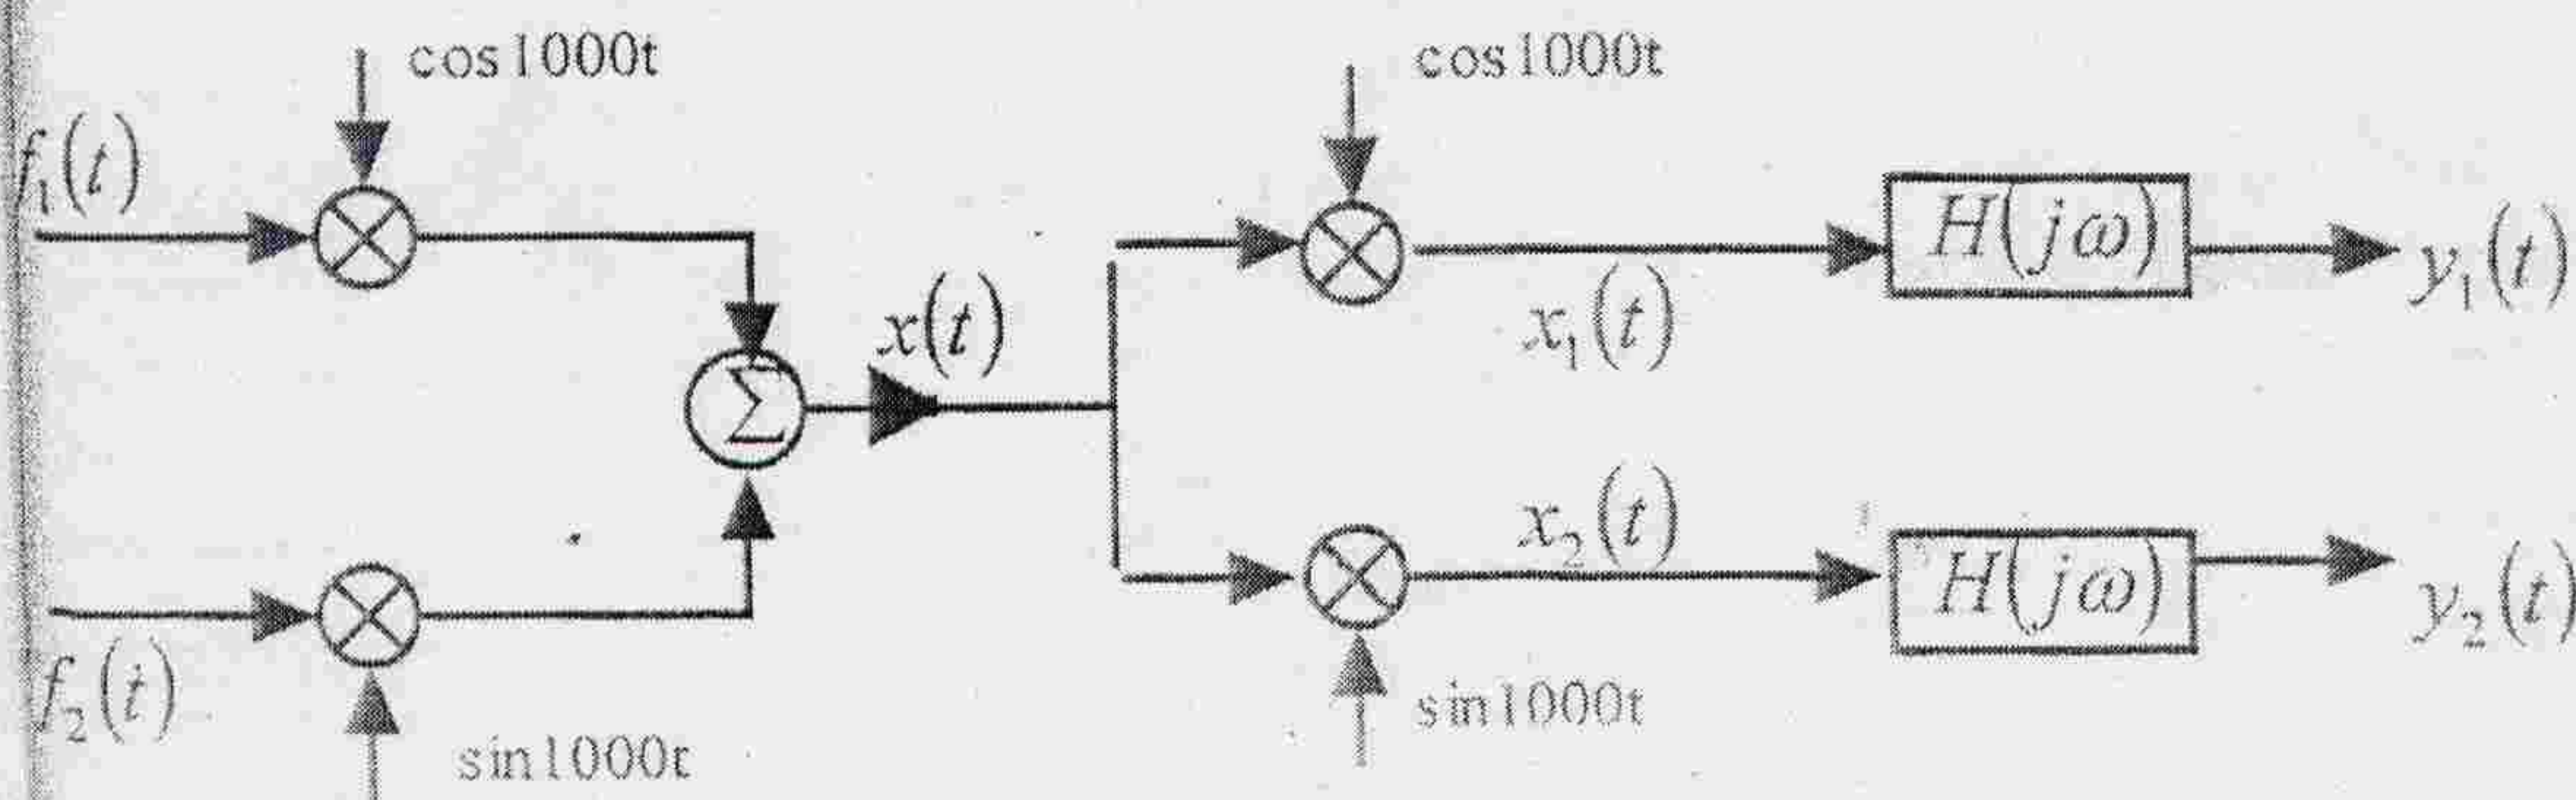 cos1000t
cos1000t
f₁(t)
H(jω)
y₁(t)
x(t)
x₁(t)
Σ
x₂(t)
H(jω)
y₂(t)
f₂(t)
sin1000t
sin1000t